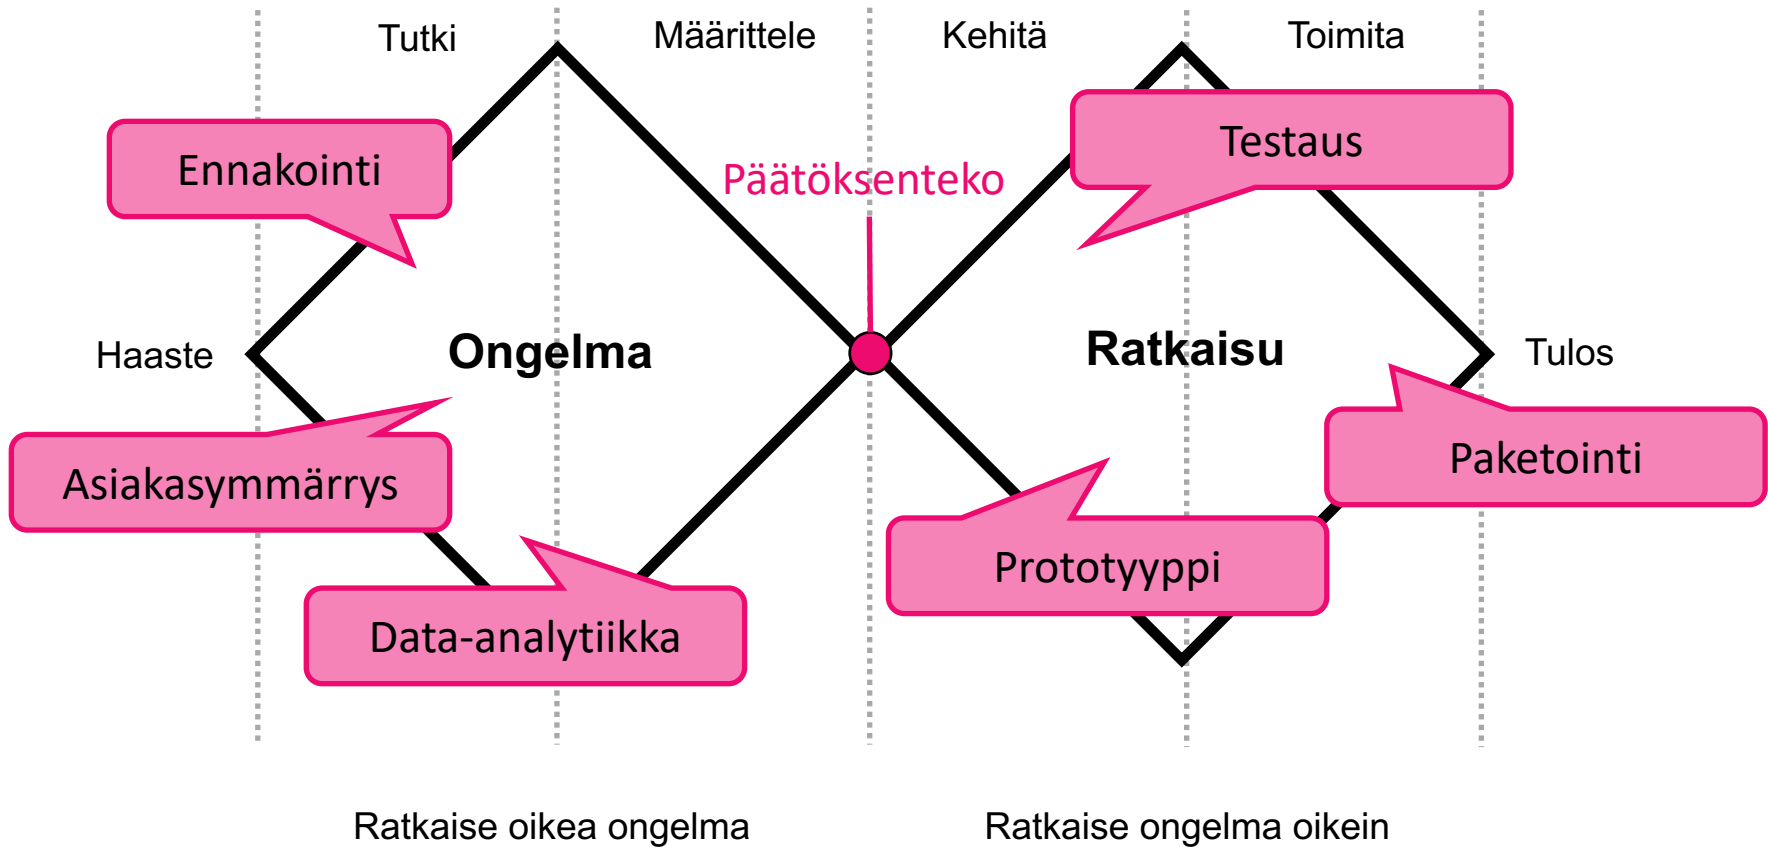 Tutki
Määrittele
Kehitä
Toimita
Ennakointi
Testaus
Päätöksenteko
Haaste
Ongelma
Ratkaisu
Tulos
Asiakasymmärrys
Paketointi
Prototyyppi
Data-analytiikka
Ratkaise oikea ongelma
Ratkaise ongelma oikein